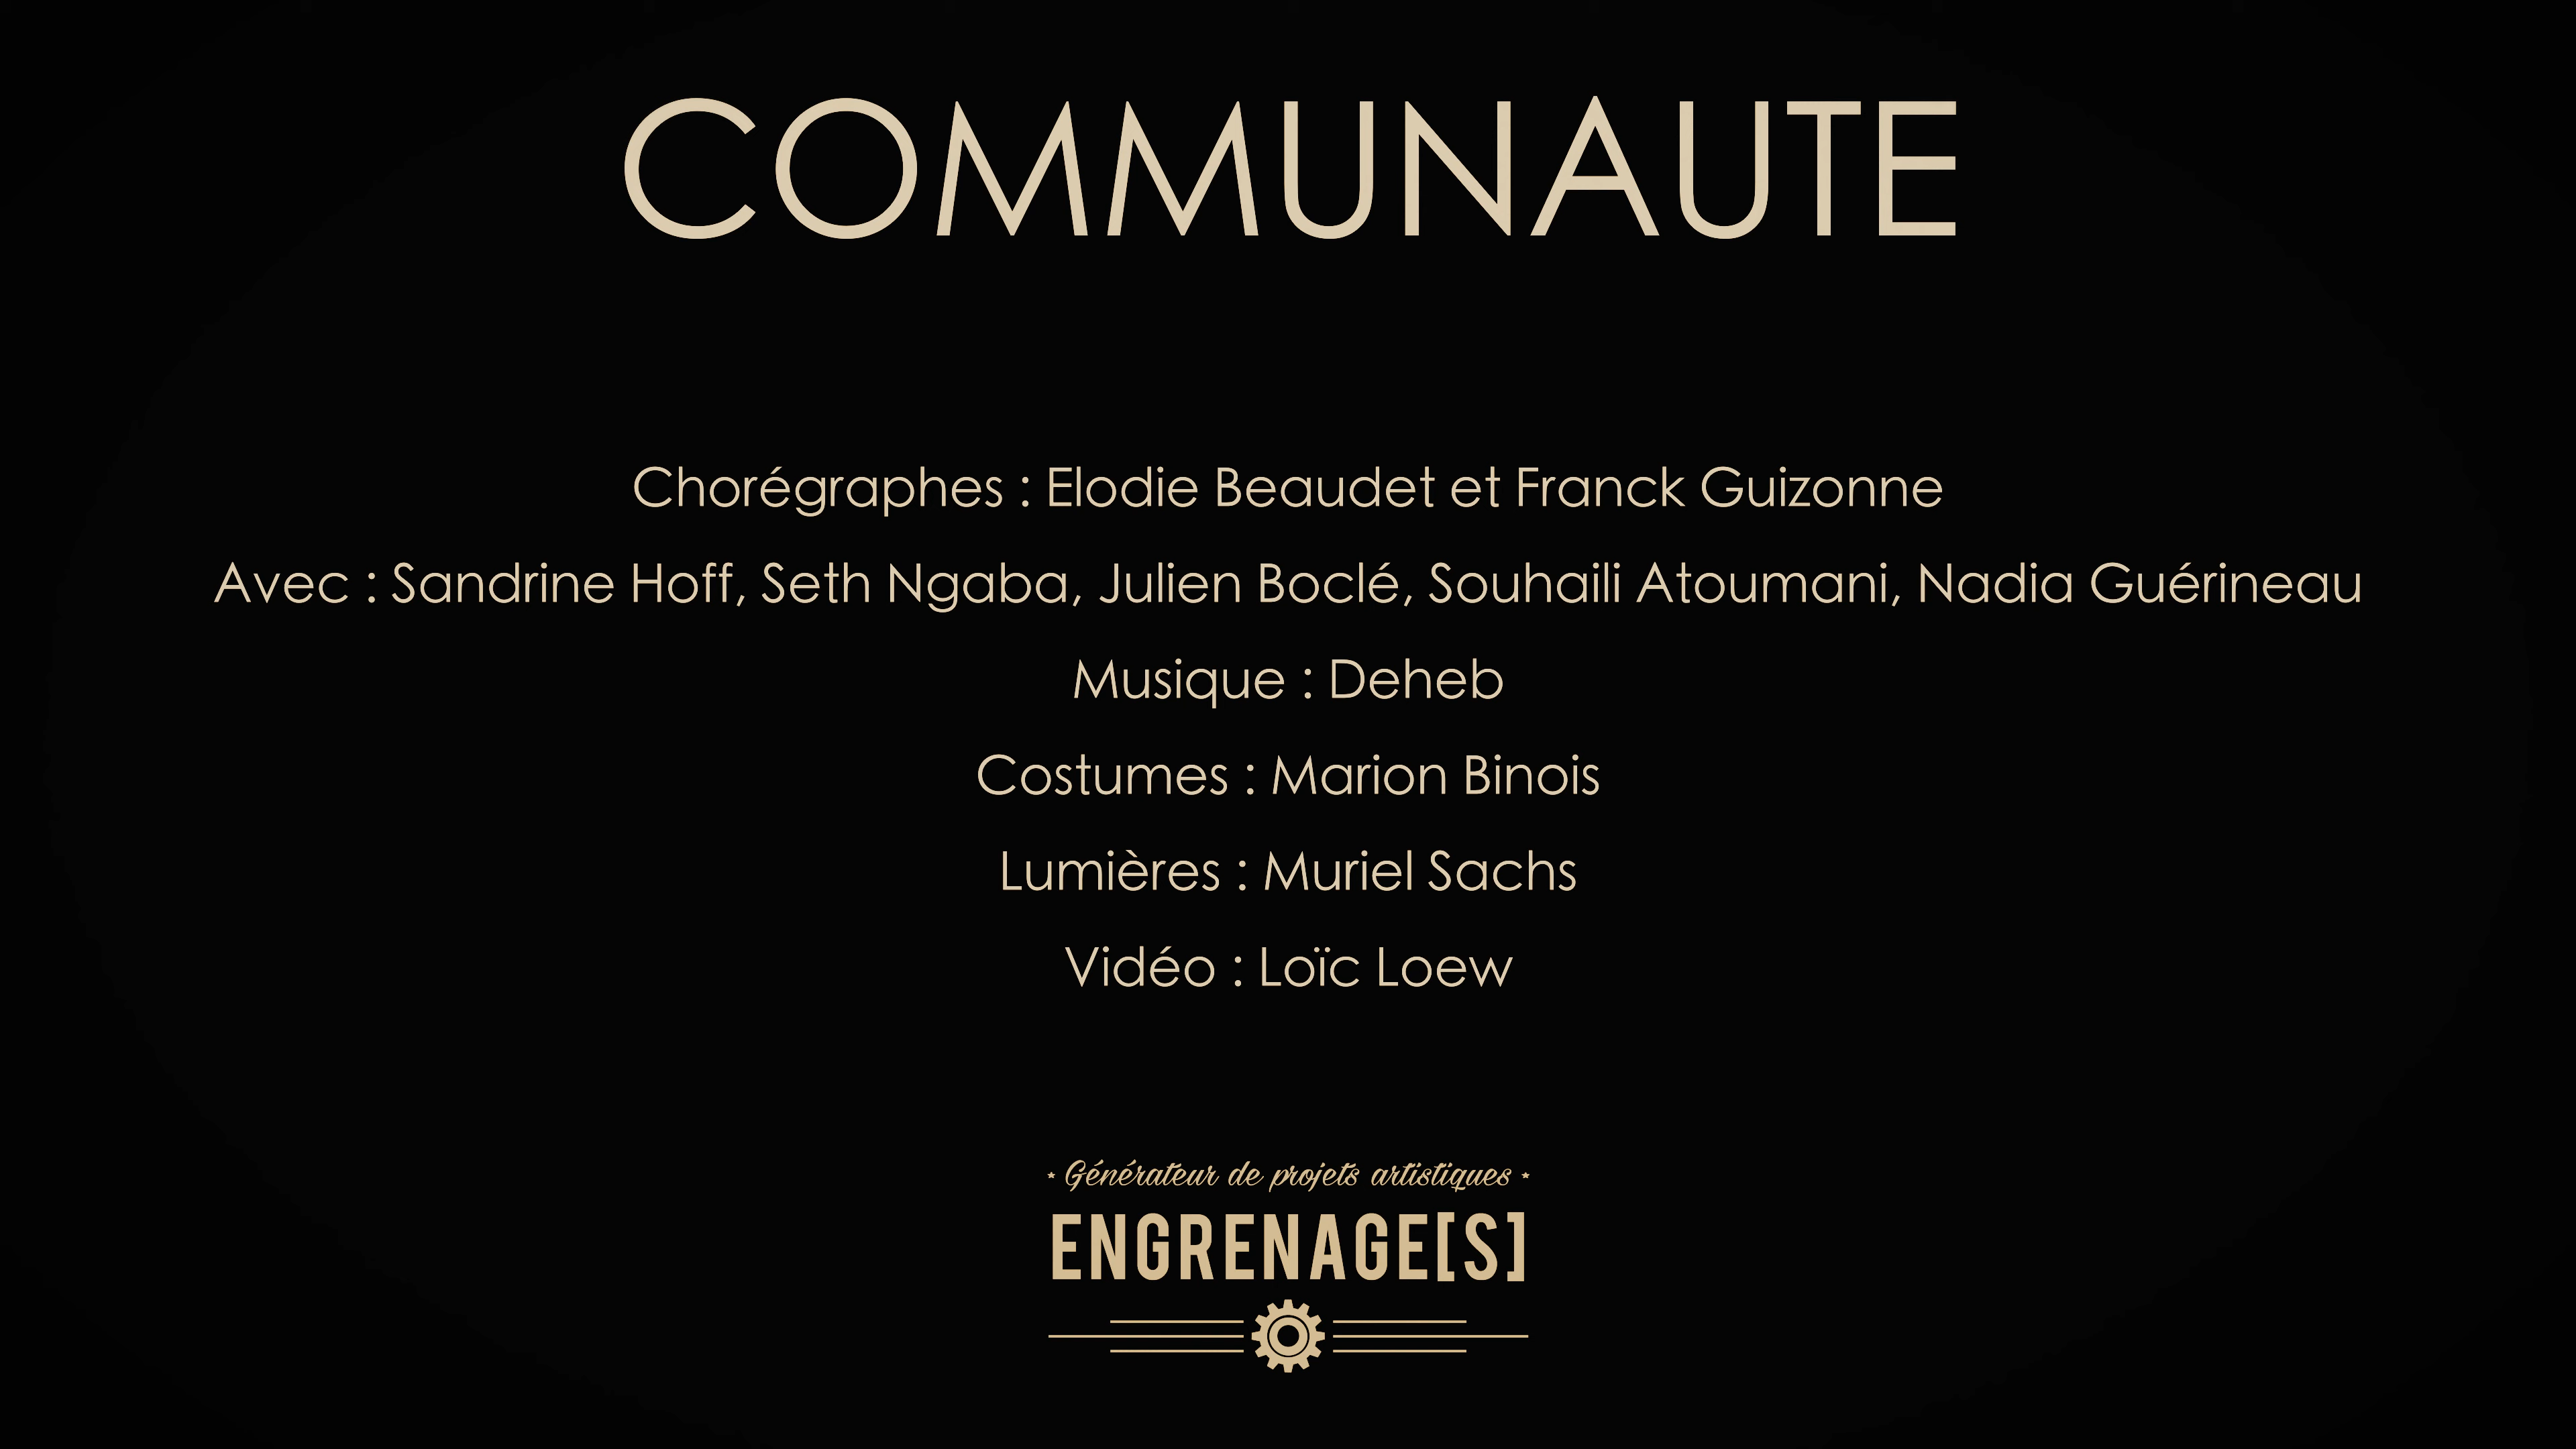 COMMUNAUTE
Chorégraphes : Elodie Beaudet et Franck Guizonne
Avec : Sandrine Hoff, Seth Ngaba, Julien Boclé, Souhaili Atoumani, Nadia Guérineau
Musique : Deheb
Costumes : Marion Binois
Lumières : Muriel Sachs
Vidéo : Loïc Loew
Générateur de projets artistiques
ENGRENAGE[S]